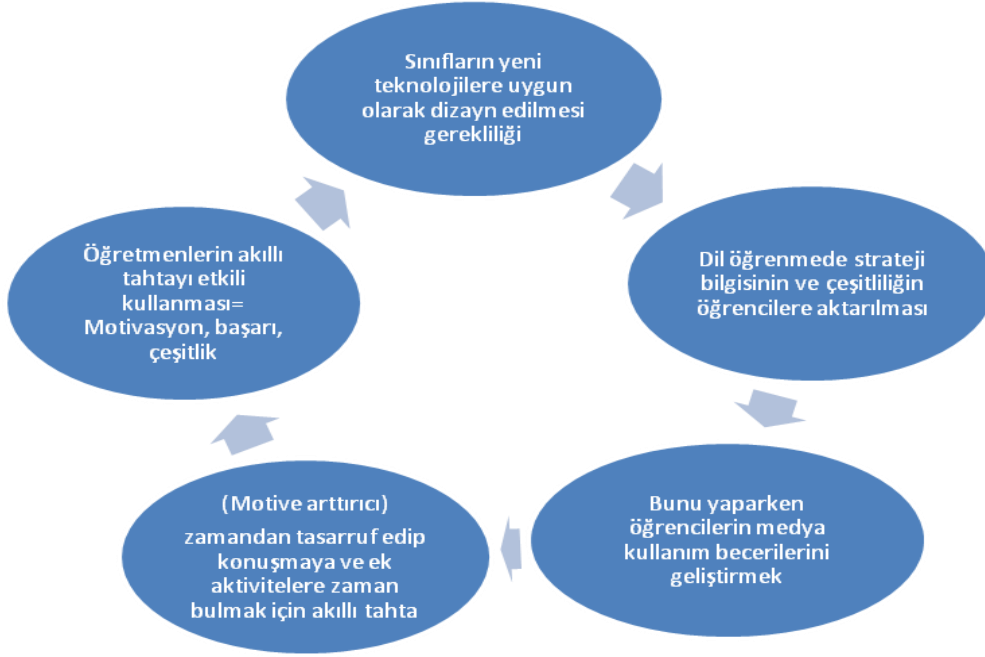 Sınıfların yeni
teknolojilere uygun
olarak dizayn edilmesi
gerekliliği
Dil öğrenmede strateji
bilgisinin ve çeşitliliğin
öğrencilere aktarılması
Bunu yaparken
öğrencilerin medya
kullanım becerilerini
geliştirmek
(Motive arttırıcı)
zamandan tasarruf edip
konuşmaya ve ek
aktivitelere zaman
bulmak için akıllı tahta
Öğretmenlerin akıllı
tahtayı etkili
kullanması=
Motivasyon, başarı,
çeşitlik